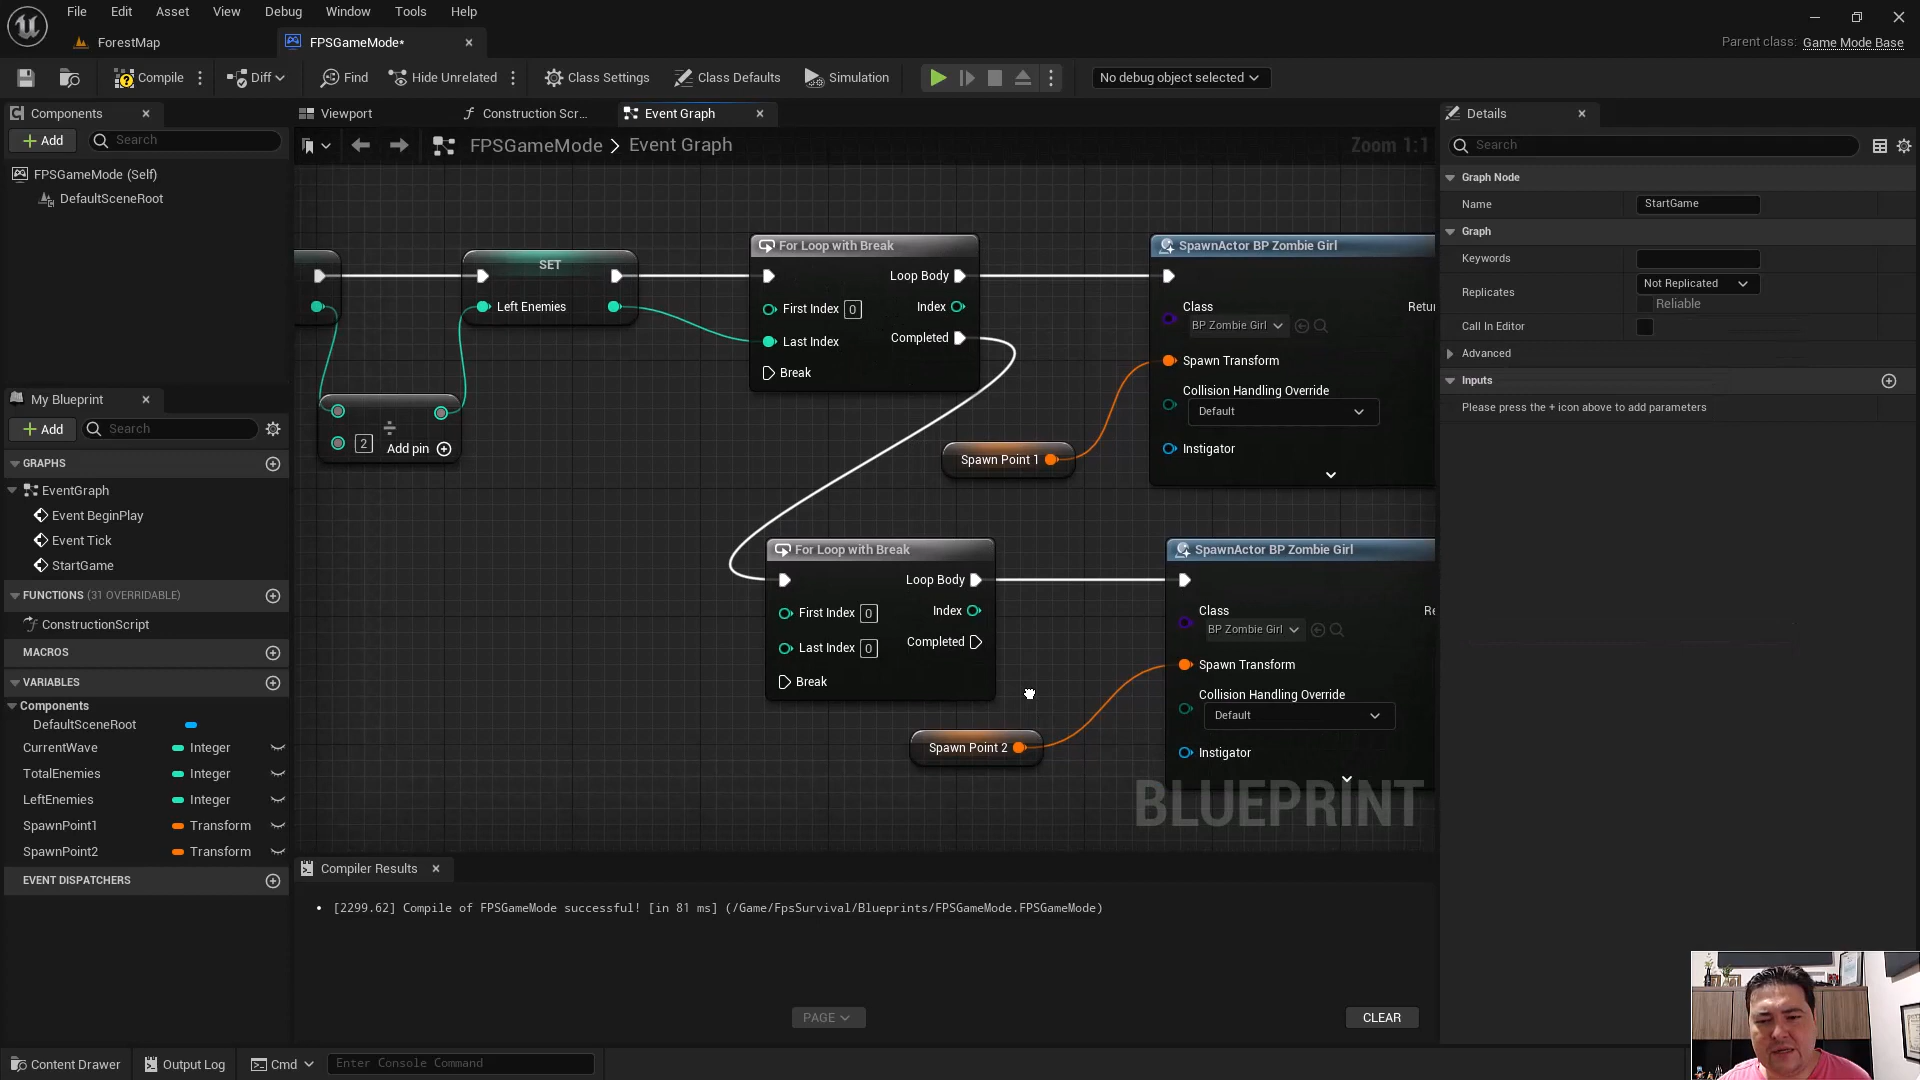 File Edit Asset View Debug Window Tools Help
ForestMap
FPSGameMode*
Parent class: Game Mode Base
Compile
Diff
Find
Hide Unrelated
Class Settings
Class Defaults
Simulation
No debug object selected
Components
Add
Search
FPSGameMode (Self)
DefaultSceneRoot
My Blueprint
Add
Search
GRAPHS
EventGraph
Event BeginPlay
Event Tick
StartGame
FUNCTIONS (31 OVERRIDABLE)
ConstructionScript
MACROS
VARIABLES
Components
DefaultSceneRoot
CurrentWave Integer
TotalEnemies Integer
LeftEnemies Integer
SpawnPoint1 Transform
SpawnPoint2 Transform
EVENT DISPATCHERS
Viewport
Construction Scr...
Event Graph
FPSGameMode > Event Graph
Zoom 1:1
SET
Left Enemies
2
Add pin
For Loop with Break
Loop Body
First Index 0
Index
Last Index
Completed
Break
SpawnActor BP Zombie Girl
Class
Retur
BP Zombie Girl
Spawn Transform
Collision Handling Override
Default
Instigator
Spawn Point 1
For Loop with Break
Loop Body
First Index 0
Index
Last Index 0
Completed
Break
SpawnActor BP Zombie Girl
Class
Re
BP Zombie Girl
Spawn Transform
Collision Handling Override
Default
Instigator
Spawn Point 2
BLUEPRINT
Compiler Results
[2299.62] Compile of FPSGameMode successful! [in 81 ms] (/Game/FpsSurvival/Blueprints/FPSGameMode.FPSGameMode)
PAGE
CLEAR
Details
Search
Graph Node
Name StartGame
Graph
Keywords
Replicates Not Replicated
Reliable
Call In Editor
Advanced
Inputs
Please press the + icon above to add parameters
Content Drawer
Output Log
Cmd
Enter Console Command